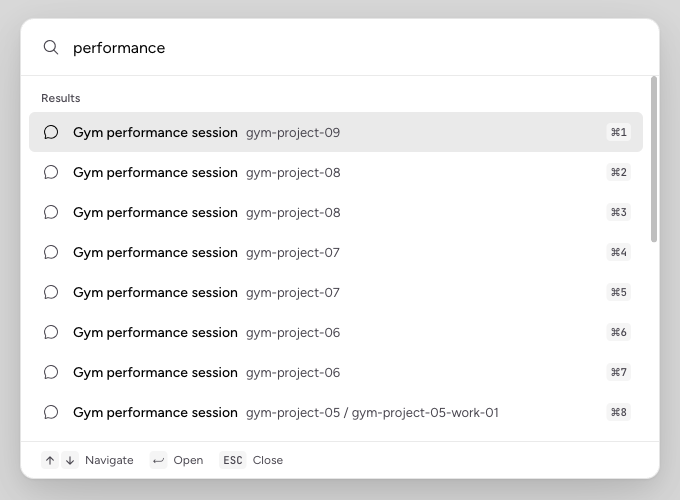 performance
Results
Gym performance session gym-project-09 ⌘1
Gym performance session gym-project-08 ⌘2
Gym performance session gym-project-08 ⌘3
Gym performance session gym-project-07 ⌘4
Gym performance session gym-project-07 ⌘5
Gym performance session gym-project-06 ⌘6
Gym performance session gym-project-06 ⌘7
Gym performance session gym-project-05 / gym-project-05-work-01 ⌘8
↑ ↓ Navigate ↩ Open ESC Close